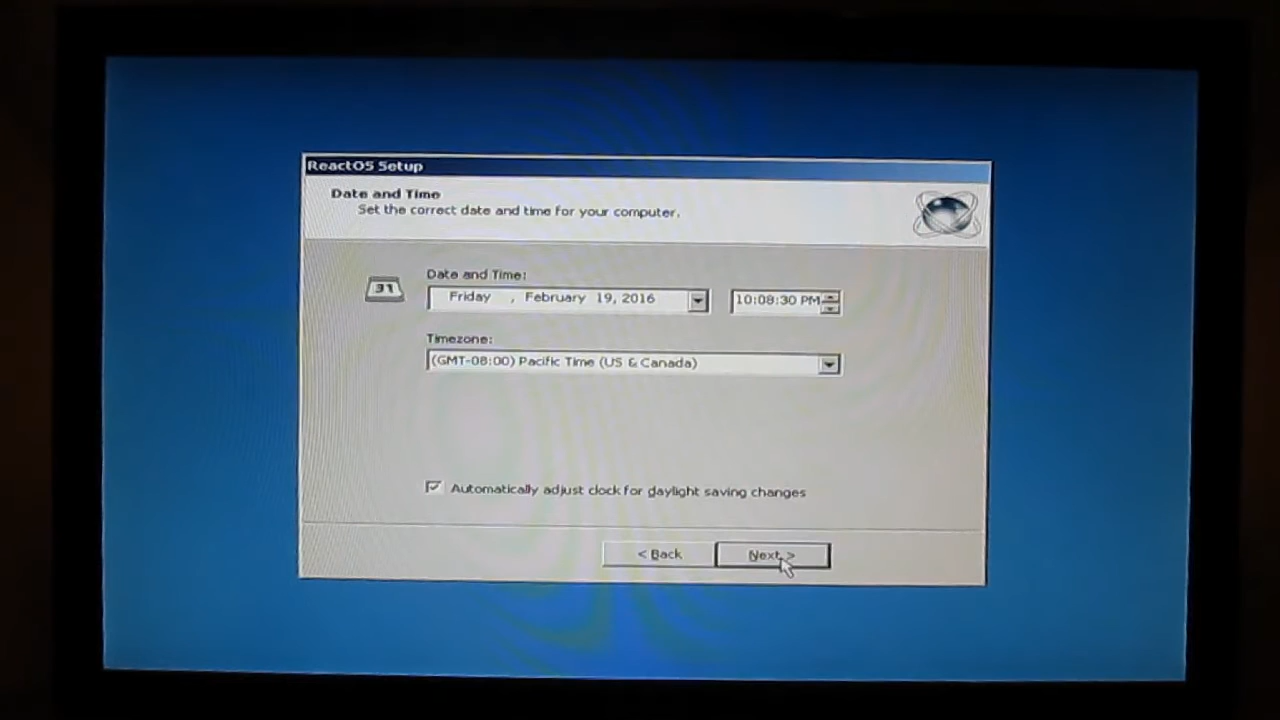 ReactOS Setup
Date and Time
Set the correct date and time for your computer.
31
Date and Time:
Friday , February 19, 2016
10:08:30 PM
Timezone:
(GMT-08:00) Pacific Time (US & Canada)
Automatically adjust clock for daylight saving changes
< Back
Next >